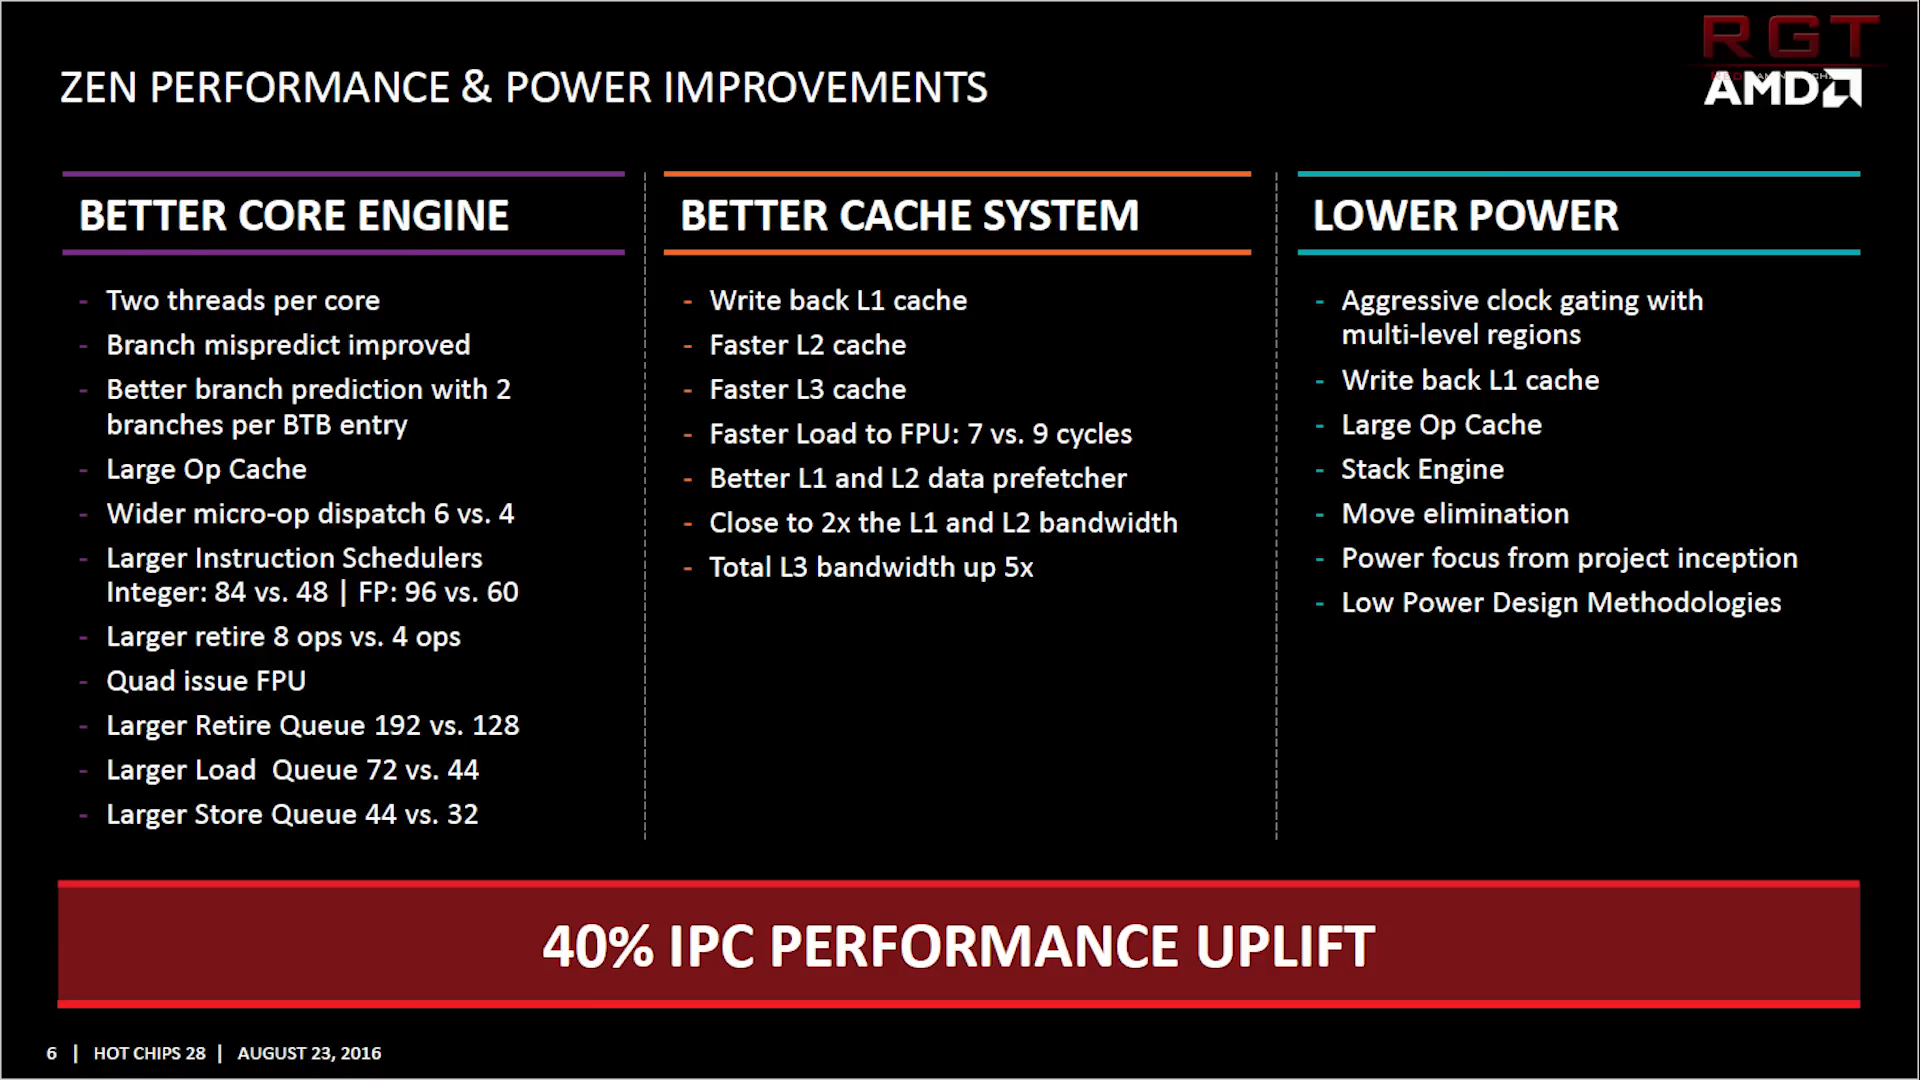 RGT
ZEN PERFORMANCE & POWER IMPROVEMENTS
AMD
BETTER CORE ENGINE
- Two threads per core
- Branch mispredict improved
- Better branch prediction with 2
branches per BTB entry
- Large Op Cache
- Wider micro-op dispatch 6 vs. 4
- Larger Instruction Schedulers
Integer: 84 vs. 48 | FP: 96 vs. 60
- Larger retire 8 ops vs. 4 ops
- Quad issue FPU
- Larger Retire Queue 192 vs. 128
- Larger Load  Queue 72 vs. 44
- Larger Store Queue 44 vs. 32
BETTER CACHE SYSTEM
- Write back L1 cache
- Faster L2 cache
- Faster L3 cache
- Faster Load to FPU: 7 vs. 9 cycles
- Better L1 and L2 data prefetcher
- Close to 2x the L1 and L2 bandwidth
- Total L3 bandwidth up 5x
LOWER POWER
- Aggressive clock gating with
multi-level regions
- Write back L1 cache
- Large Op Cache
- Stack Engine
- Move elimination
- Power focus from project inception
- Low Power Design Methodologies
40% IPC PERFORMANCE UPLIFT
6 | HOT CHIPS 28 | AUGUST 23, 2016